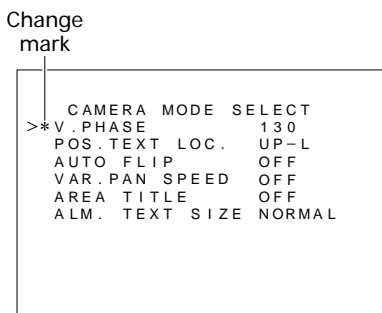 Change
mark
CAMERA MODE SELECT
>*V.PHASE 130
POS.TEXT LOC. UP-L
AUTO FLIP OFF
VAR.PAN SPEED OFF
AREA TITLE OFF
ALM. TEXT SIZE NORMAL